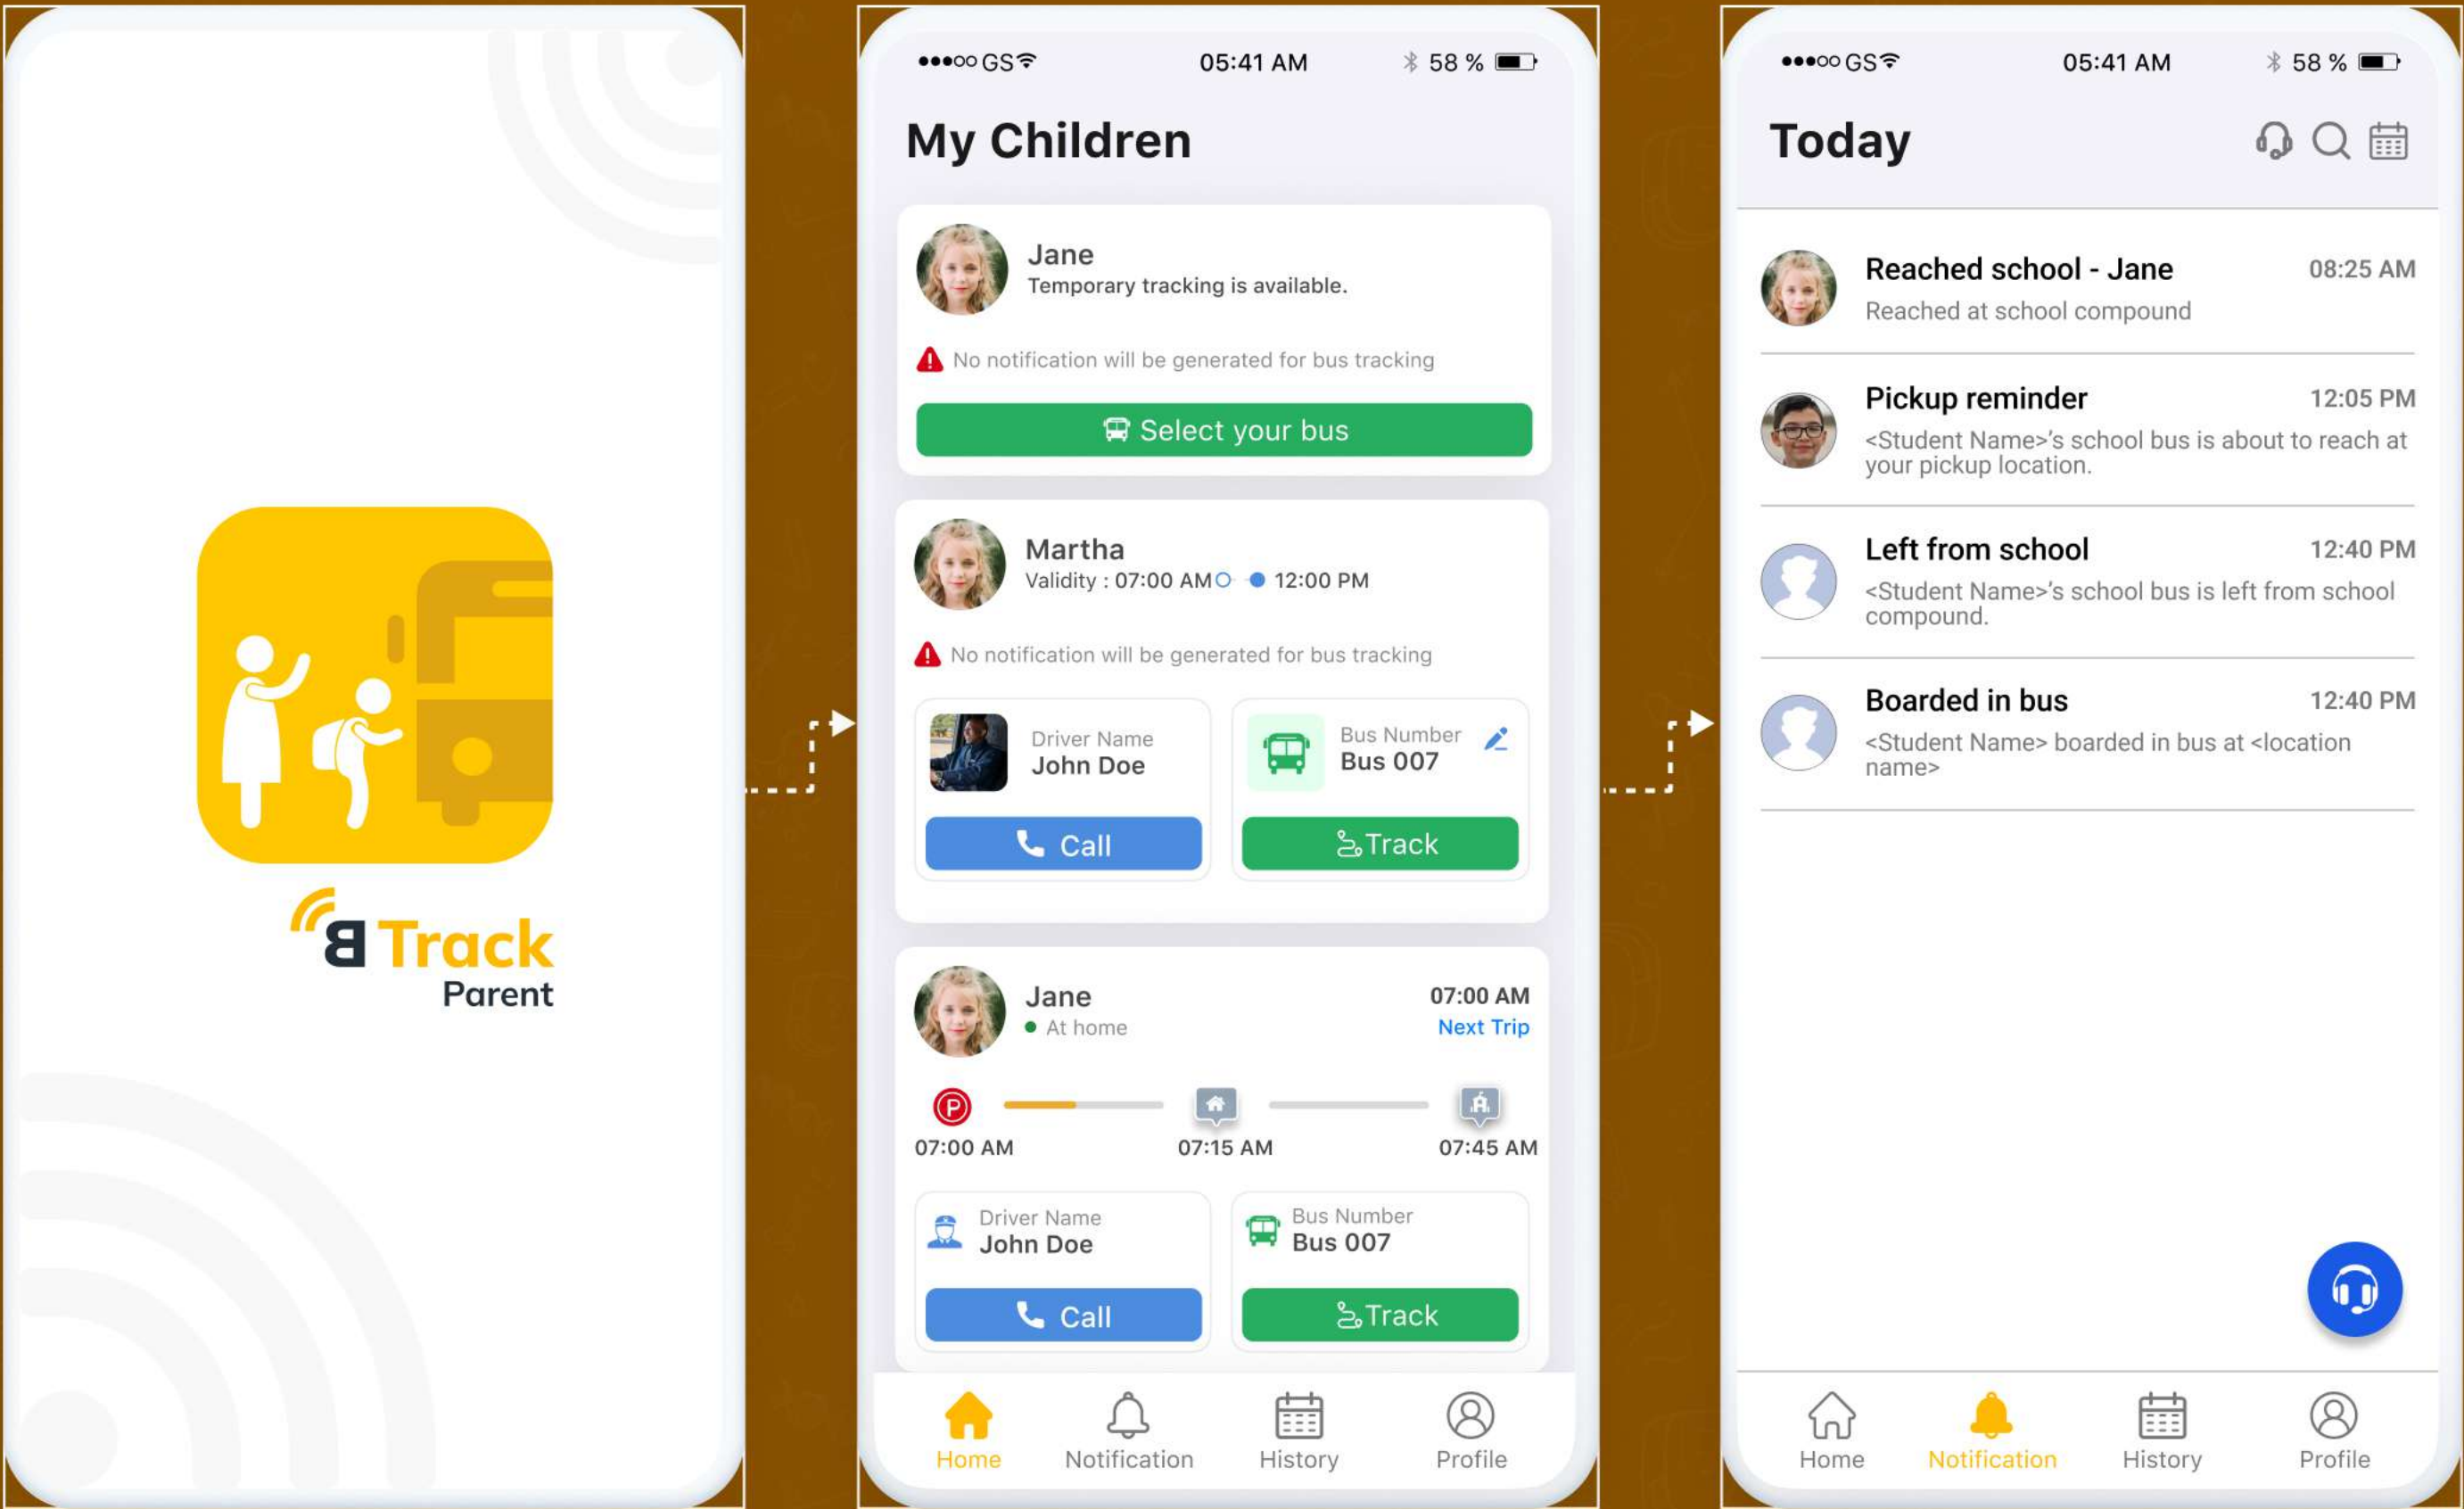 B Track
Parent
GS 05:41 AM 58 %
My Children
Jane
Temporary tracking is available.
No notification will be generated for bus tracking
Select your bus
Martha
Validity : 07:00 AM 12:00 PM
No notification will be generated for bus tracking
Driver Name
John Doe
Bus Number
Bus 007
Call
Track
Jane
At home
07:00 AM
Next Trip
P
07:00 AM 07:15 AM 07:45 AM
Driver Name
John Doe
Bus Number
Bus 007
Call
Track
Home Notification History Profile
GS 05:41 AM 58 %
Today
Reached school - Jane 08:25 AM
Reached at school compound
Pickup reminder 12:05 PM
<Student Name>'s school bus is about to reach at
your pickup location.
Left from school 12:40 PM
<Student Name>'s school bus is left from school
compound.
Boarded in bus 12:40 PM
<Student Name> boarded in bus at <location
name>
Home Notification History Profile